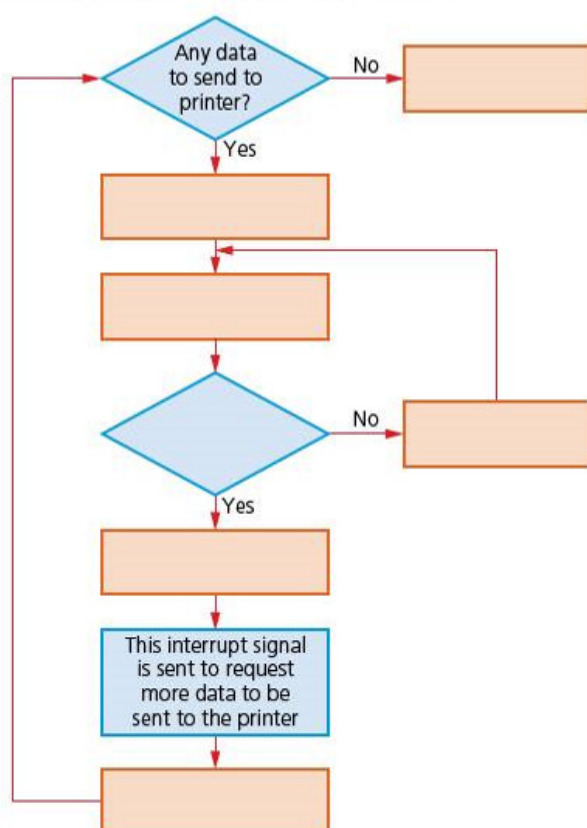 Any data
to send to
printer?
No
Yes
No
Yes
This interrupt signal
is sent to request
more data to be
sent to the printer